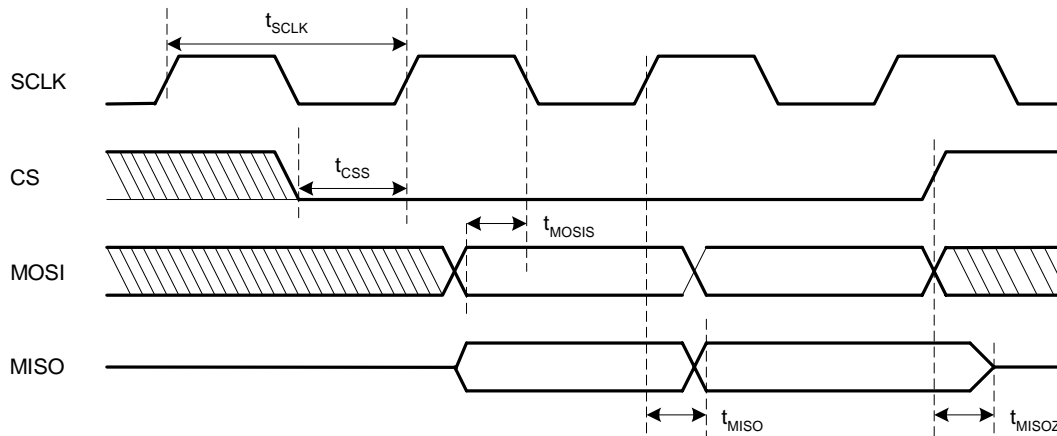 tSCLK
SCLK
CS
tCSS
tMOSIS
MOSI
MISO
tMISO
tMISOZ